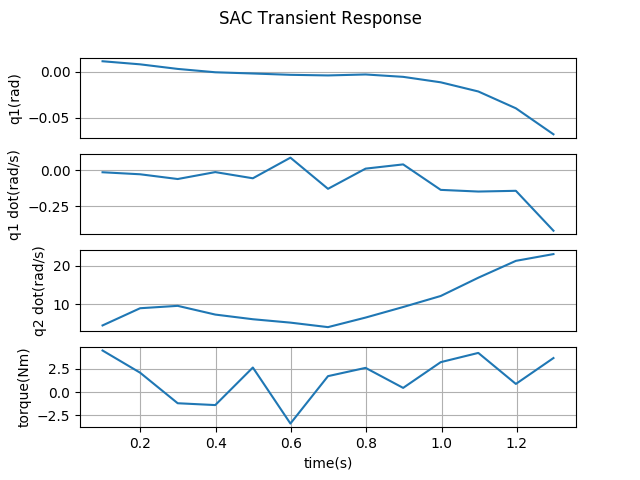 SAC Transient Response
q1(rad)
0.00
−0.05
q1 dot(rad/s)
0.00
−0.25
q2 dot(rad/s)
20
10
torque(Nm)
2.5
0.0
−2.5
0.2 0.4 0.6 0.8 1.0 1.2
time(s)